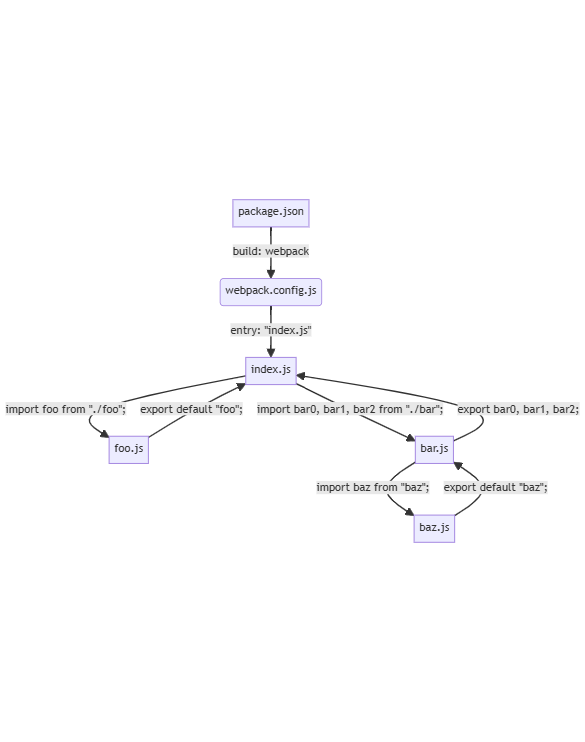 package.json
build: webpack
webpack.config.js
entry: "index.js"
index.js
import foo from "./foo";
export default "foo";
import bar0, bar1, bar2 from "./bar";
export bar0, bar1, bar2;
foo.js
bar.js
import baz from "baz";
export default "baz";
baz.js